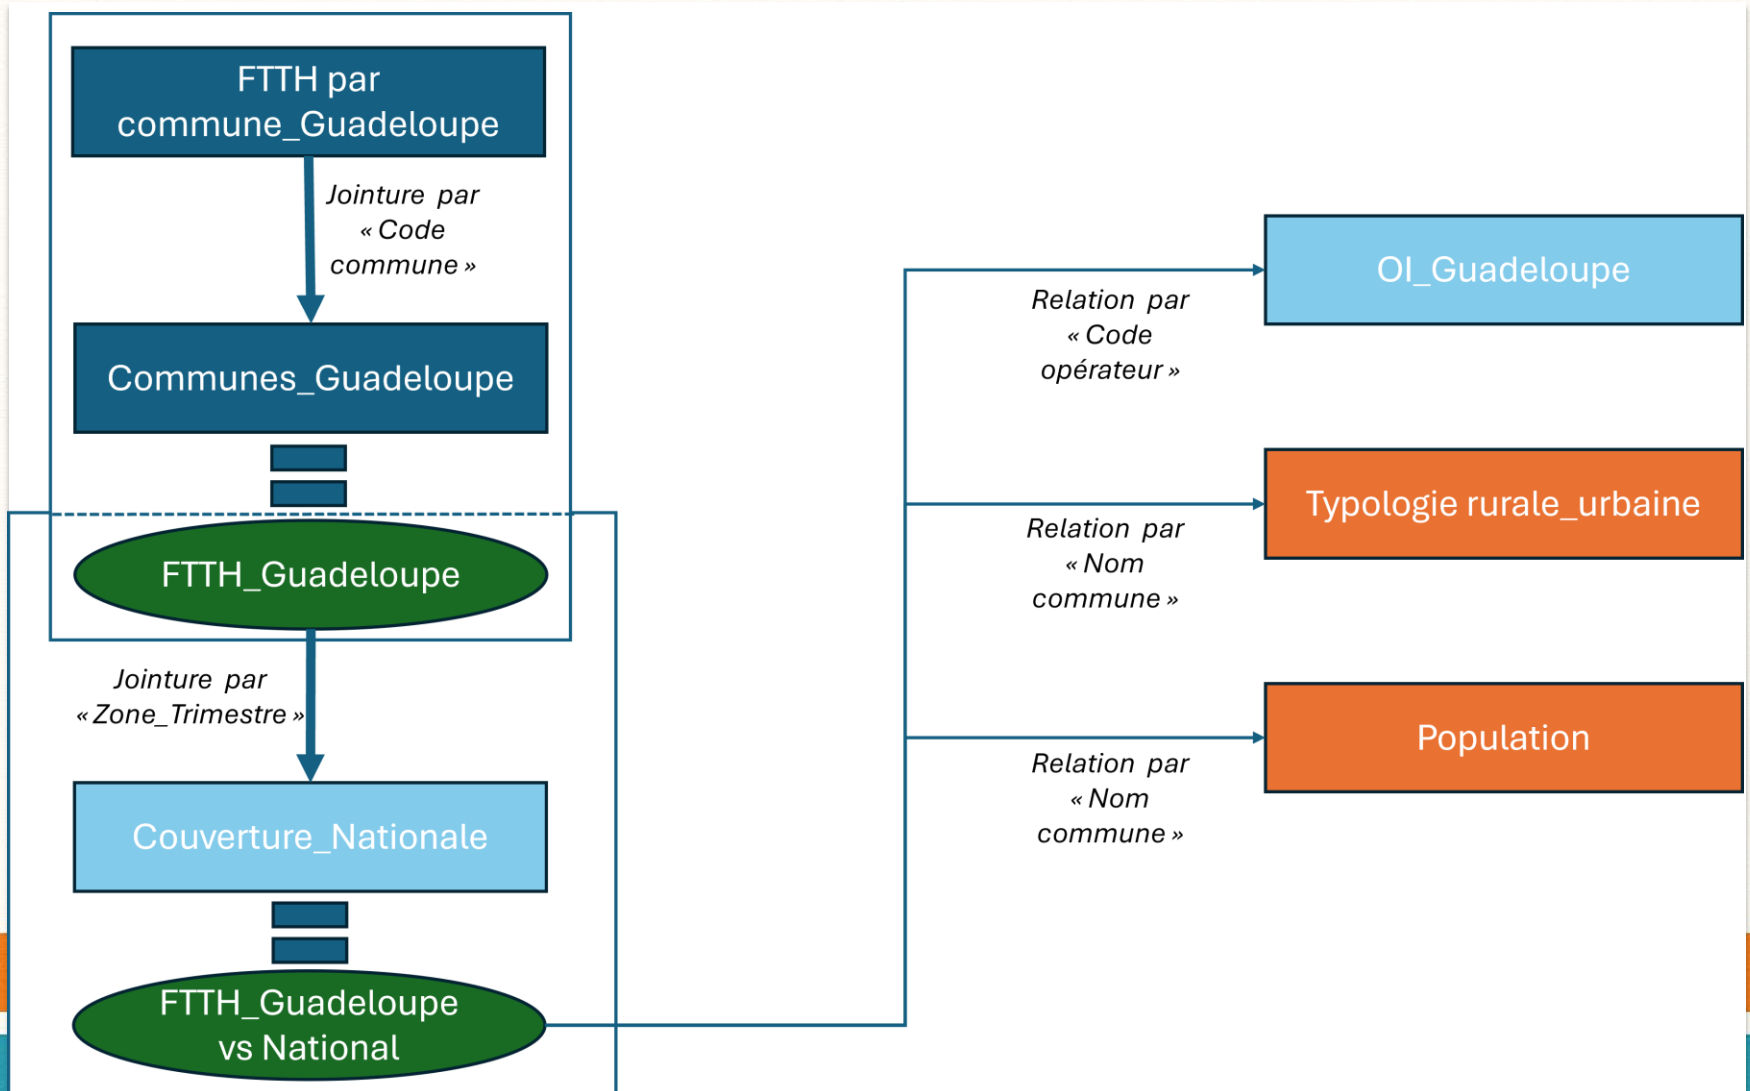 FTTH par
commune_Guadeloupe
Jointure par
« Code
commune »
Communes_Guadeloupe
FTTH_Guadeloupe
Jointure par
« Zone_Trimestre »
Couverture_Nationale
FTTH_Guadeloupe
vs National
OI_Guadeloupe
Relation par
« Code
opérateur »
Typologie rurale_urbaine
Relation par
« Nom
commune »
Population
Relation par
« Nom
commune »